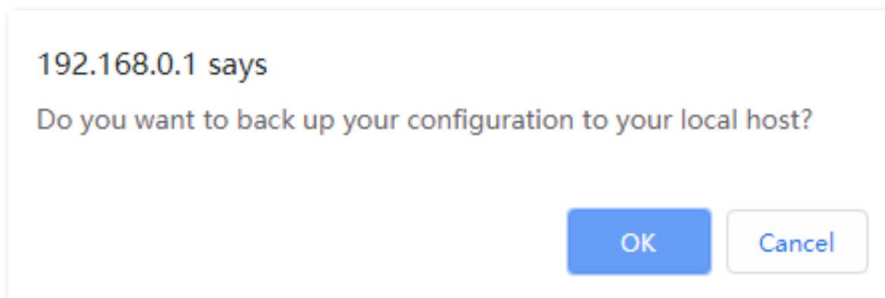 192.168.0.1 says
Do you want to back up your configuration to your local host?
OK
Cancel